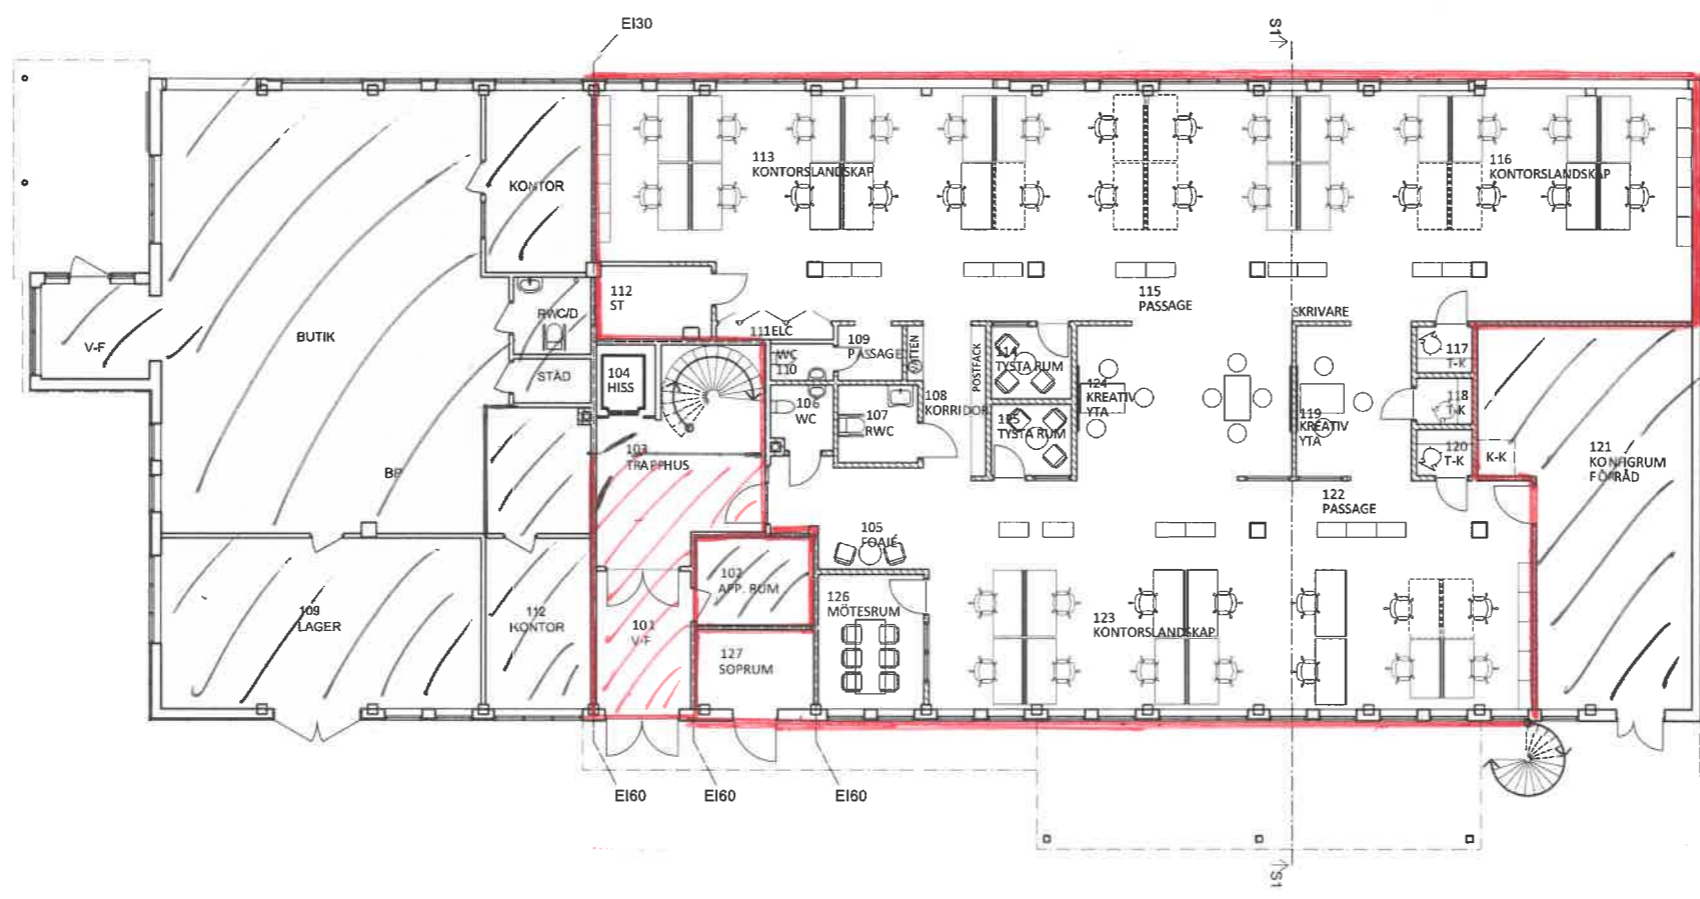 EI30
S1
113
KONTORSLANDSKAP
116
KONTORSLANDSKAP
KONTOR
112
ST
115
PASSAGE
SKRIVARE
RWC/D
BUTIK
V-F
111ELC
109
PASSAGE
VATTEN
WC
110
POSTFACK
114
TYSTA RUM
117
T-K
STÄD
104
HISS
106
WC
107
RWC
108
KORRIDOR
124
KREATIV
YTA
118
T-K
119
KREATIV
YTA
TYSTA RUM
103
TRAPPHUS
120
T-K
K-K
121
KONFIGRUM
FÖRRÅD
122
PASSAGE
105
FOAJÉ
102
APP. RUM
126
MÖTESRUM
109
LAGER
112
KONTOR
101
V-F
123
KONTORSLANDSKAP
127
SOPRUM
EI60
EI60
EI60
S1